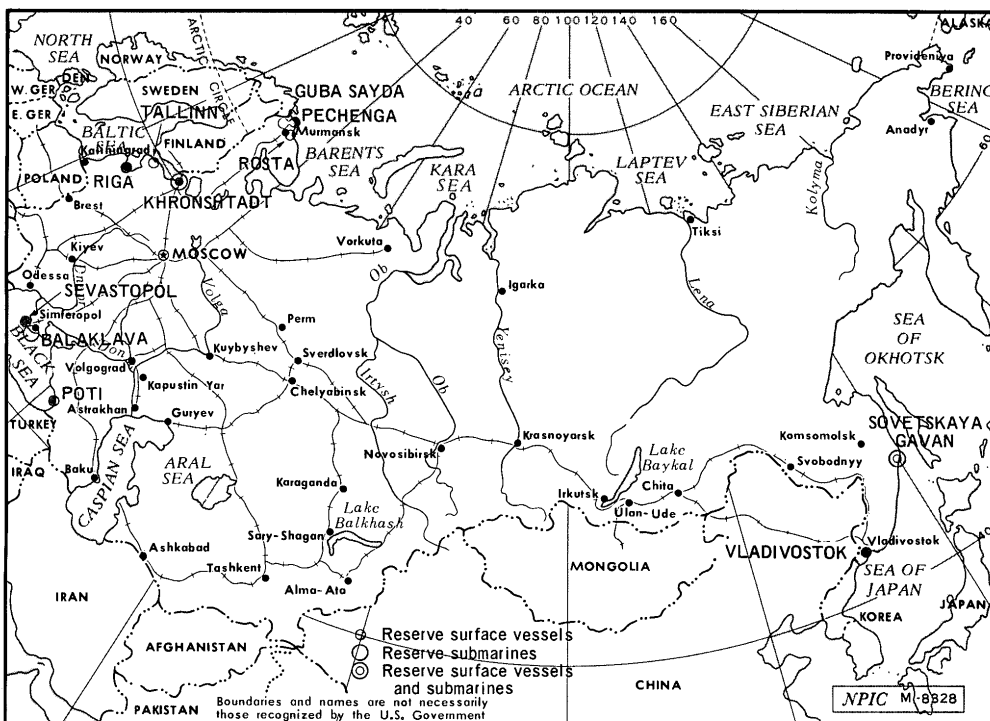 40 60 80 100 120 140 160
ALASKA
NORTH
SEA
ARCTIC
CIRCLE
NORWAY
Provideniya
DEN
W. GER
SWEDEN
GUBA SAYDA
ARCTIC OCEAN
BERING
SEA
E. GER
TALLINN
PECHENGA
EAST SIBERIAN
SEA
BALTIC
SEA
FINLAND
Murmansk
Anadyr
60
Kaliningrad
ROSTA
BARENTS
SEA
KARA
SEA
LAPTEV
SEA
Kolyma
POLAND
RIGA
KHRONSHTADT
Brest
Tiksi
Kiyev
MOSCOW
Vorkuta
Ob
Odessa
Dnepr
SEVASTOPOL
Volga
Igarka
Lena
Simferopol
Perm
SEA
OF
OKHOTSK
BALAKLAVA
BLACK
SEA
Don
Kuybyshev
Sverdlovsk
Yenisey
Volgograd
Irtysh
Ob
POTI
Kapustin Yar
Chelyabinsk
Astrakhan
Guryev
SOVETSKAYA
GAVAN
TURKEY
Krasnoyarsk
Komsomolsk
IRAQ
CASPIAN SEA
ARAL
SEA
Novosibirsk
Lake
Baykal
Svobodnyy
Baku
Karaganda
Irkutsk
Chita
Ulan-Ude
Lake
Balkhash
Sary-Shagan
40
Ashkabad
VLADIVOSTOK
Vladivostok
Tashkent
MONGOLIA
SEA OF
JAPAN
Alma-Ata
IRAN
JAPAN
KOREA
AFGHANISTAN
Reserve surface vessels
Reserve submarines
Reserve surface vessels
and submarines
CHINA
PAKISTAN
Boundaries and names are not necessarily
those recognized by the U.S. Government
NPIC M-8828